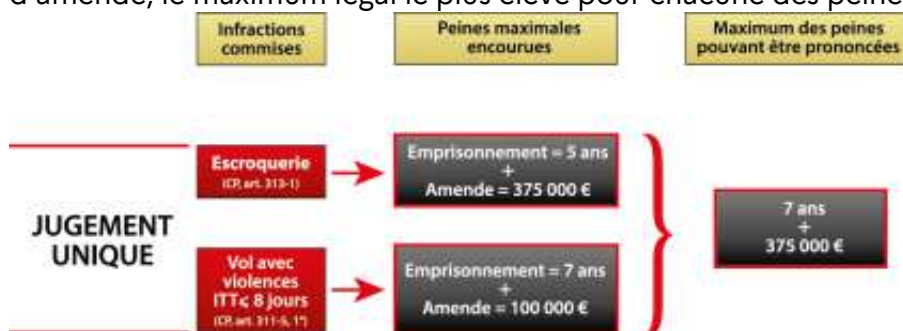 d'amende, le maximum légal le plus élevé pour chacune des peines
Infractions
commises
Peines maximales
encourues
Maximum des peines
pouvant être prononcées
JUGEMENT
UNIQUE
Escroquerie
(CP, art. 313-1)
Emprisonnement = 5 ans
+
Amende = 375 000 €
Vol avec
violences
ITT⩽ 8 jours
(CP, art. 311-5, 1°)
Emprisonnement = 7 ans
+
Amende = 100 000 €
7 ans
+
375 000 €